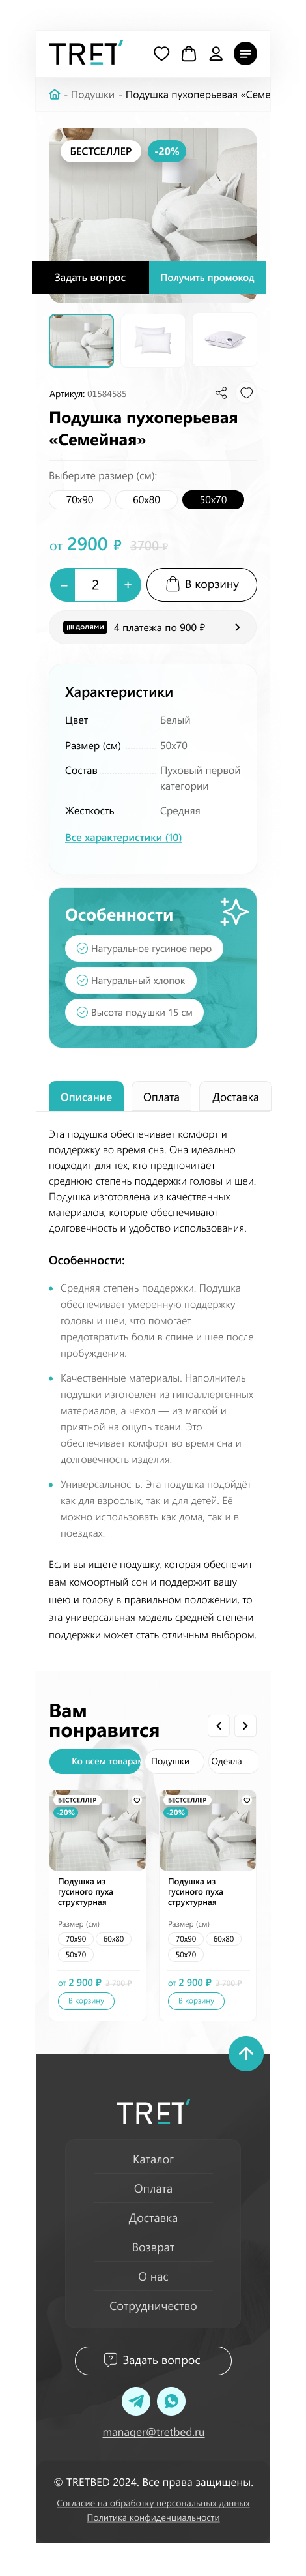 TRET'
- Подушки - Подушка пухоперьевая «Семе
БЕСТСЕЛЛЕР -20%
Задать вопрос Получить промокод
Артикул: 01584585
Подушка пухоперьевая
«Семейная»
Выберите размер (см):
70x90 60x80 50x70
от 2900 ₽ 3700 ₽
- 2 + В корзину
долями 4 платежа по 900 ₽
Характеристики
Цвет Белый
Размер (см) 50x70
Состав Пуховый первой
категории
Жесткость Средняя
Все характеристики (10)
Особенности
Натуральное гусиное перо
Натуральный хлопок
Высота подушки 15 см
Описание Оплата Доставка
Эта подушка обеспечивает комфорт и
поддержку во время сна. Она идеально
подходит для тех, кто предпочитает
среднюю степень поддержки головы и шеи.
Подушка изготовлена из качественных
материалов, которые обеспечивают
долговечность и удобство использования.
Особенности:
Средняя степень поддержки. Подушка
обеспечивает умеренную поддержку
головы и шеи, что помогает
предотвратить боли в спине и шее после
пробуждения.
Качественные материалы. Наполнитель
подушки изготовлен из гипоаллергенных
материалов, а чехол — из мягкой и
приятной на ощупь ткани. Это
обеспечивает комфорт во время сна и
долговечность изделия.
Универсальность. Эта подушка подойдёт
как для взрослых, так и для детей. Её
можно использовать как дома, так и в
поездках.
Если вы ищете подушку, которая обеспечит
вам комфортный сон и поддержит вашу
шею и голову в правильном положении, то
эта универсальная модель средней степени
поддержки может стать отличным выбором.
Вам
понравится
Ко всем товарам Подушки Одеяла
БЕСТСЕЛЛЕР
-20%
Подушка из
гусиного пуха
структурная
Размер (см)
70x90 60x80
50x70
от 2 900 ₽ 3 700 ₽
В корзину
БЕСТСЕЛЛЕР
-20%
Подушка из
гусиного пуха
структурная
Размер (см)
70x90 60x80
50x70
от 2 900 ₽ 3 700 ₽
В корзину
TRET'
Каталог
Оплата
Доставка
Возврат
О нас
Сотрудничество
Задать вопрос
manager@tretbed.ru
© TRETBED 2024. Все права защищены.
Согласие на обработку персональных данных
Политика конфиденциальности